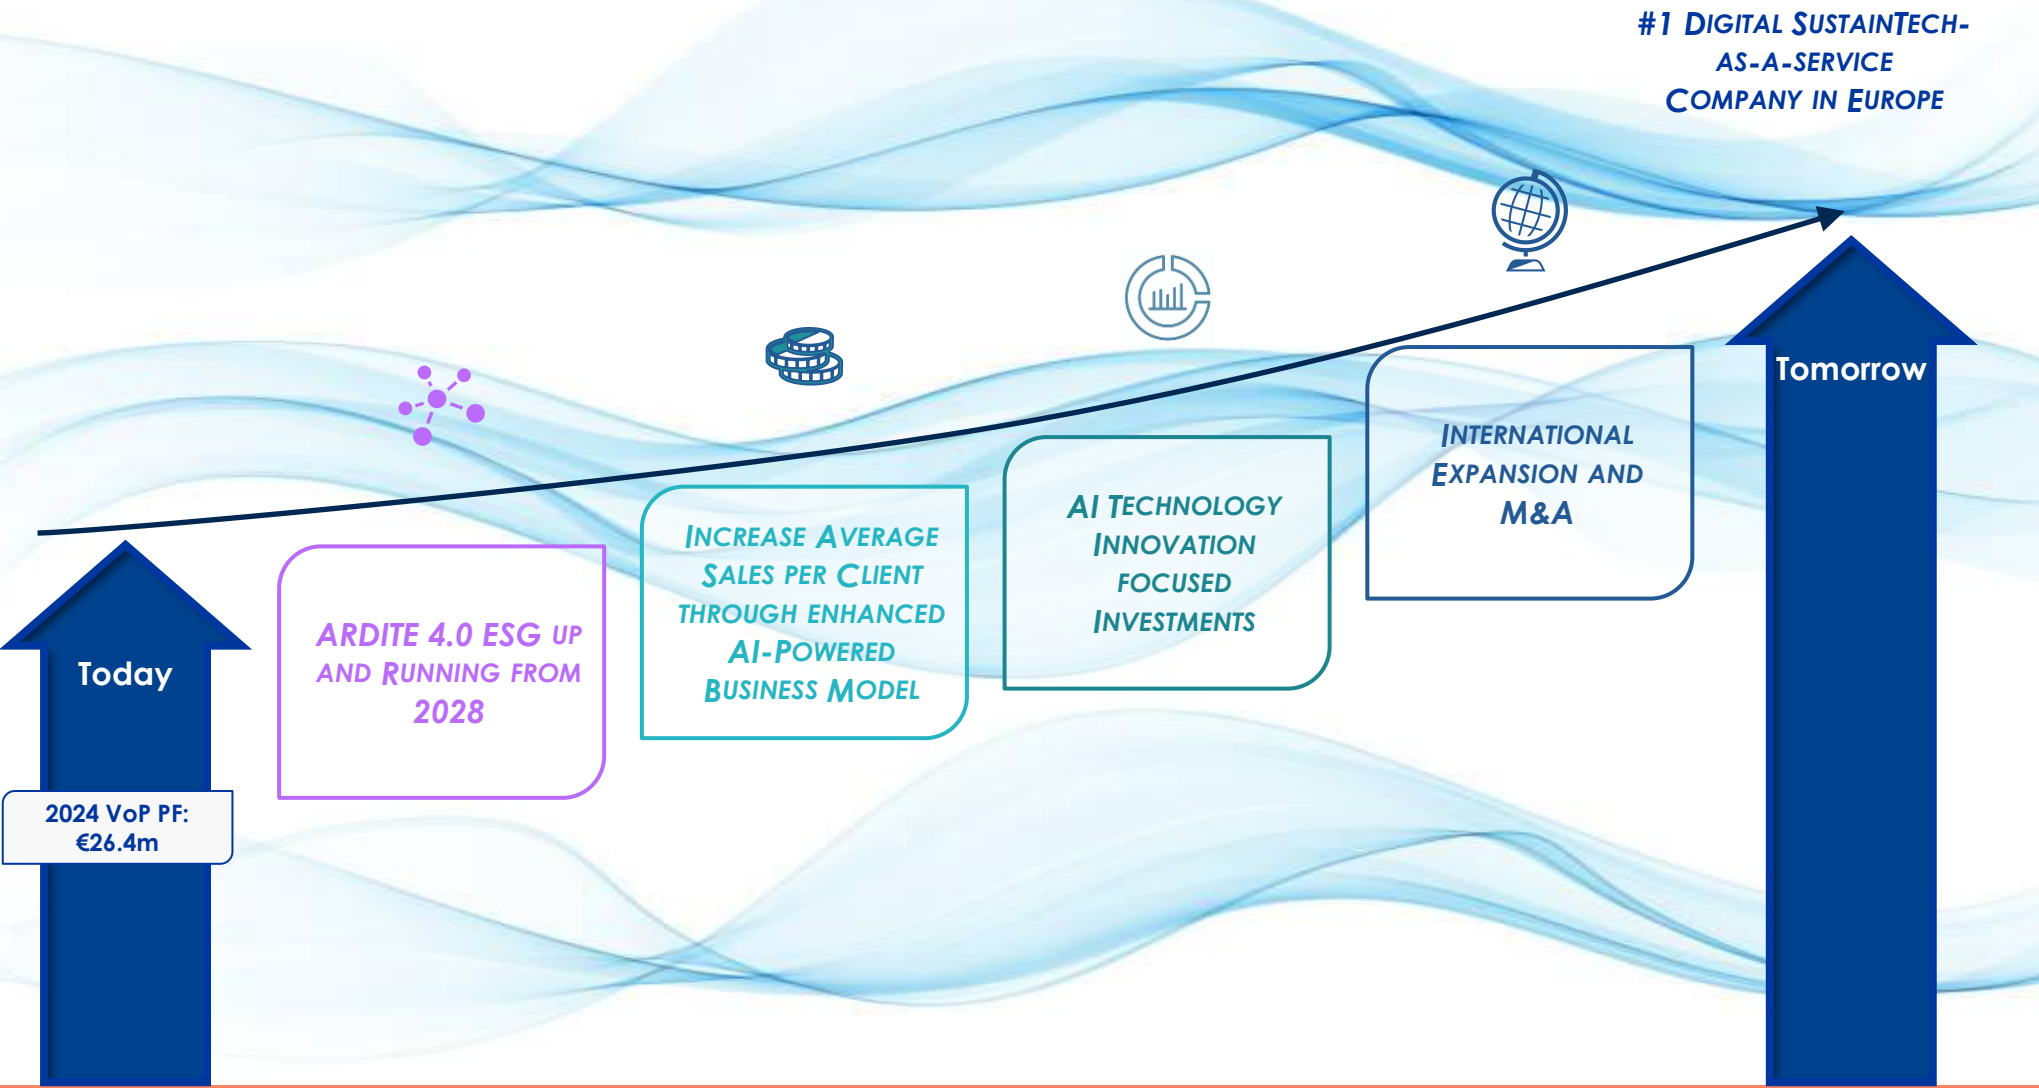 #1 Digital SustainTech-
as-a-service
Company in Europe
Tomorrow
International
Expansion and
M&A
AI Technology
Innovation
focused
Investments
Increase Average
Sales per Client
through enhanced
AI-Powered
Business Model
ARDITE 4.0 ESG up
and Running from
2028
Today
2024 VoP PF:
€26.4m